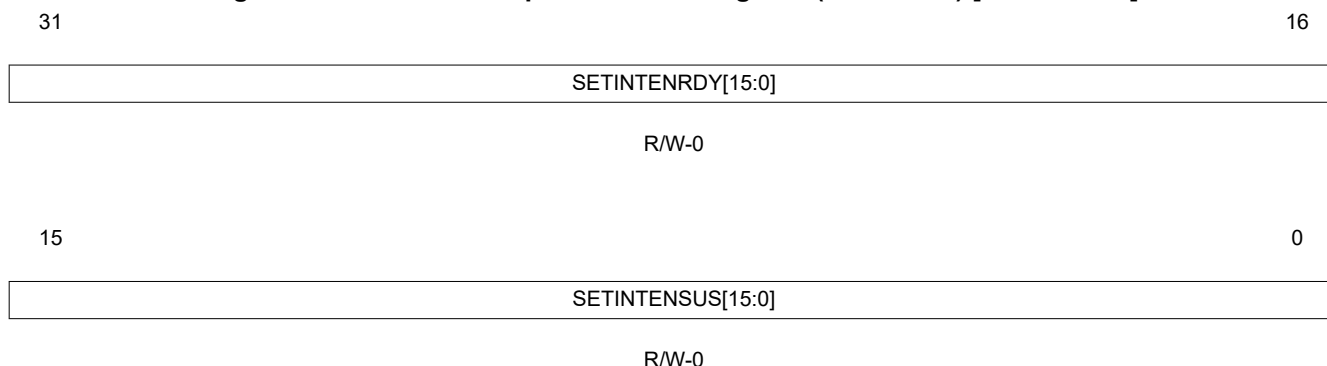 31 16
SETINTENRDY[15:0]
R/W-0
15 0
SETINTENSUS[15:0]
R/W-0